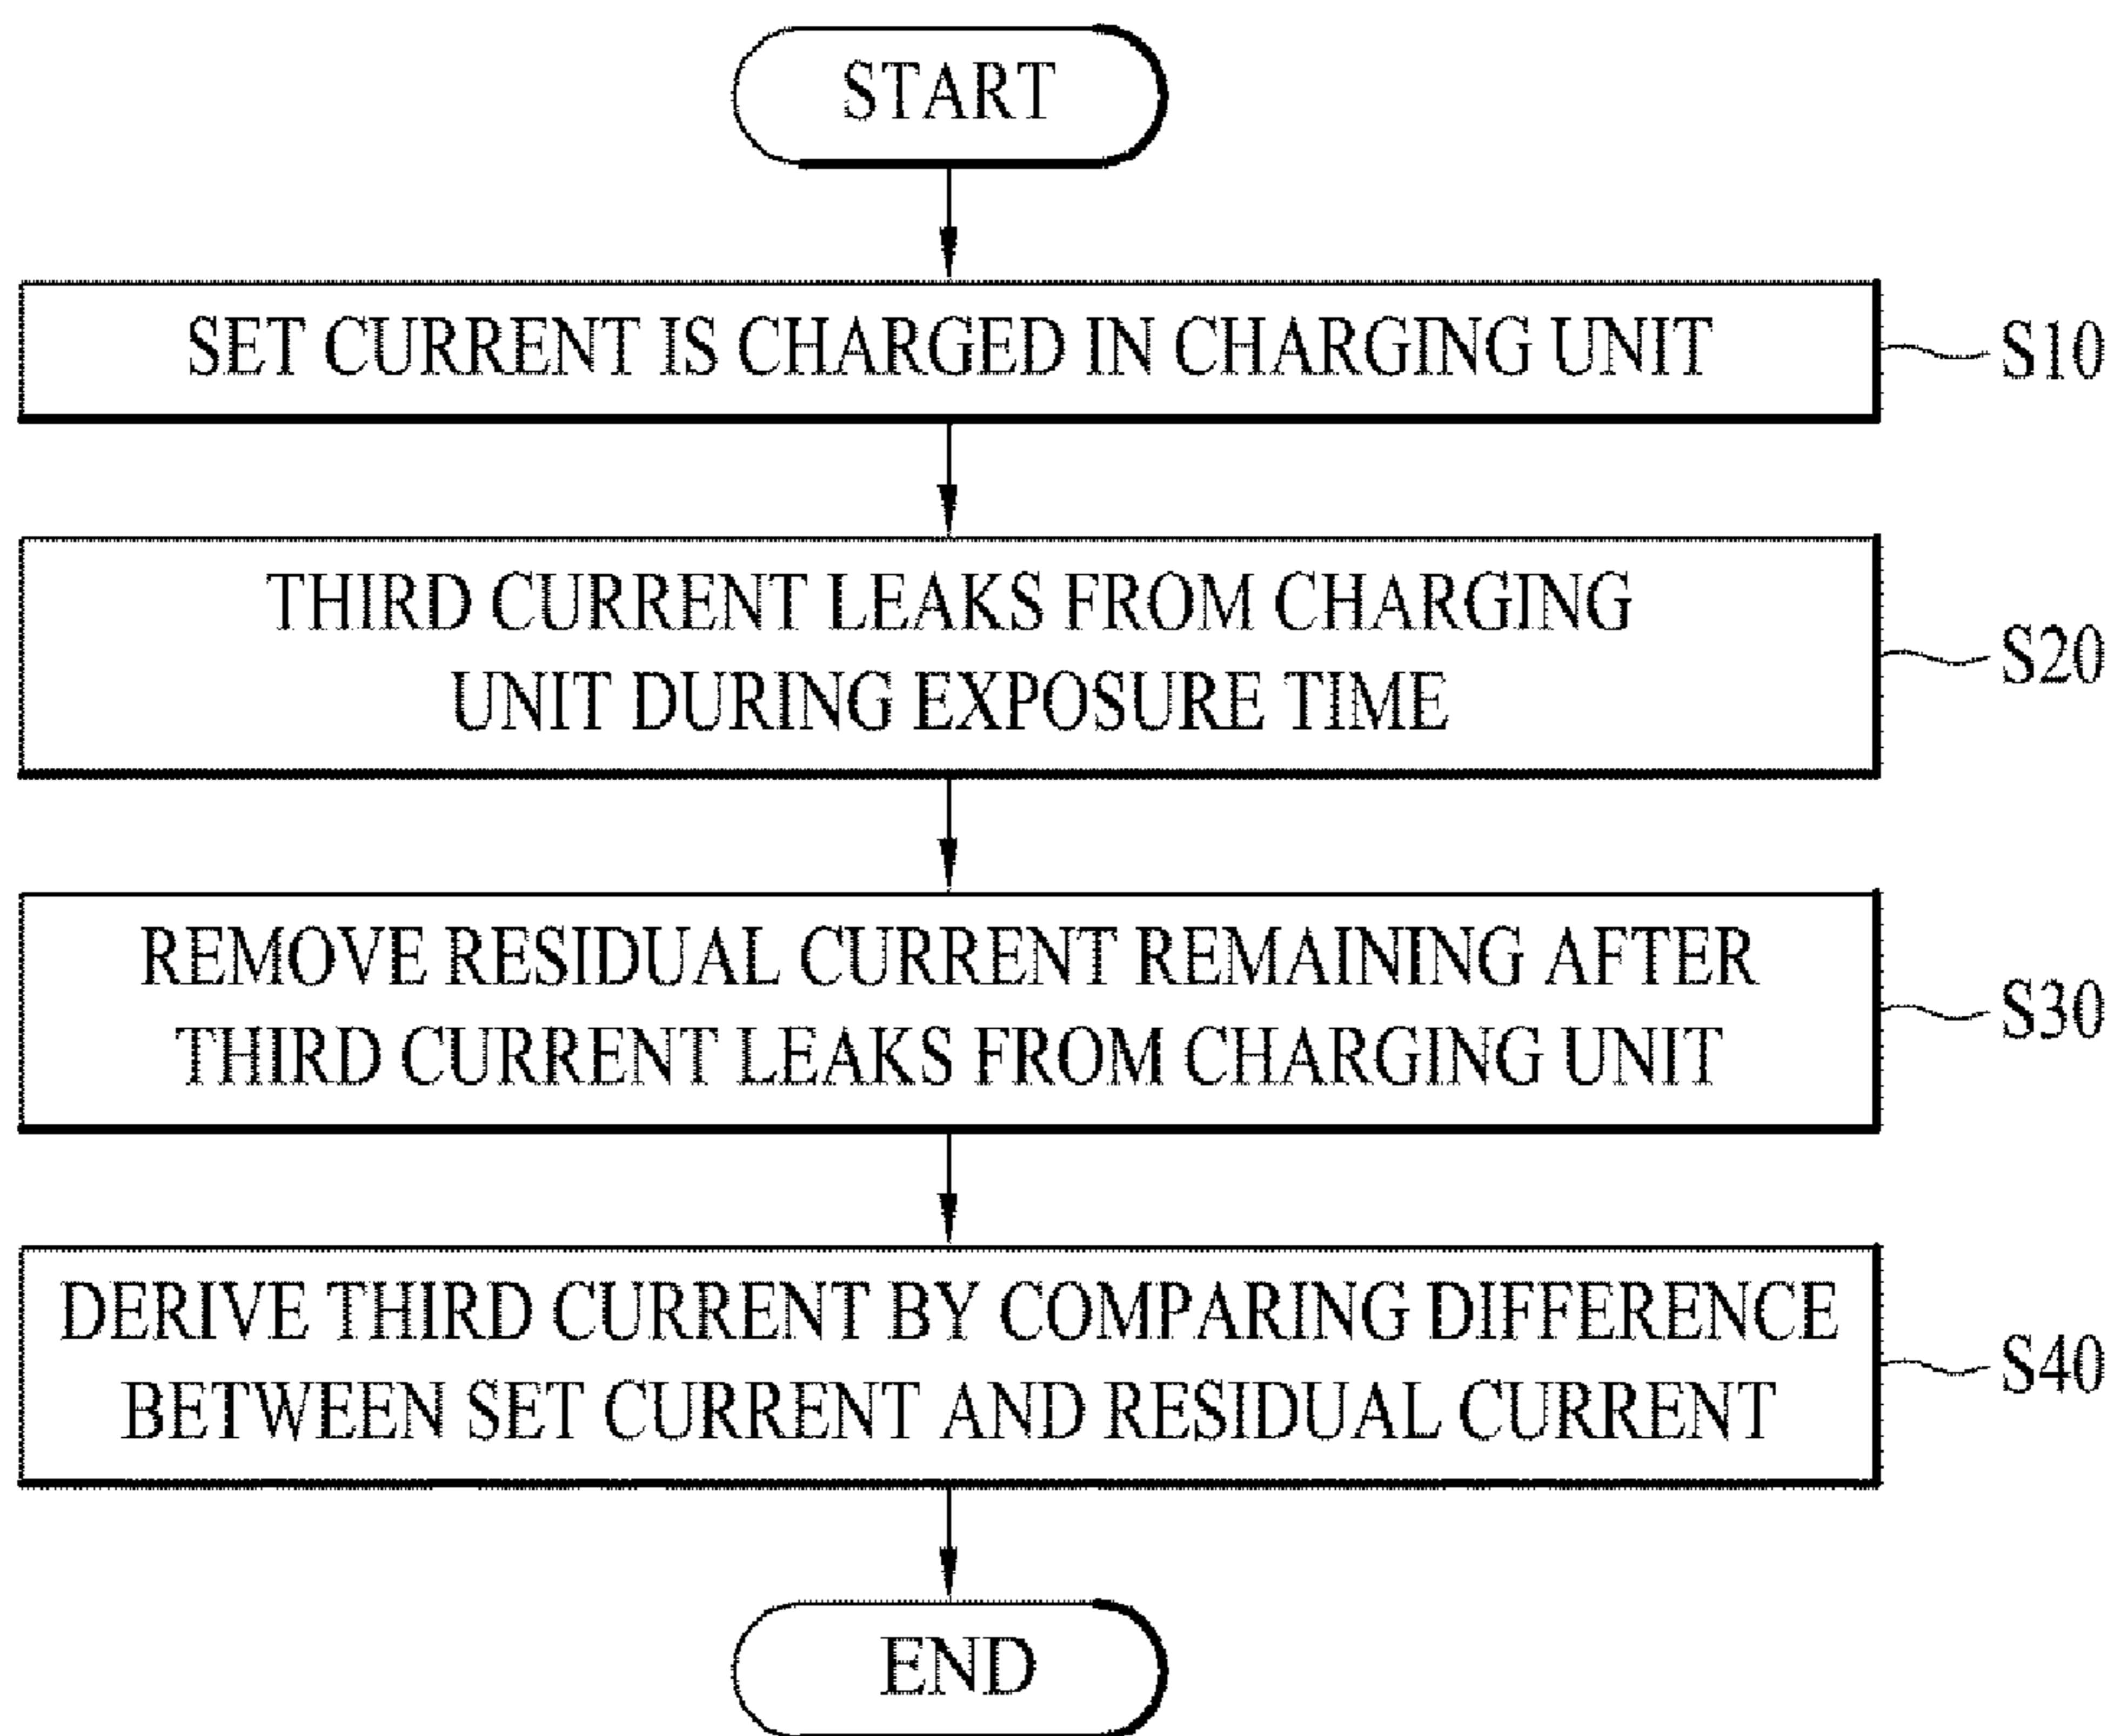 START
SET CURRENT IS CHARGED IN CHARGING UNIT
S10
THIRD CURRENT LEAKS FROM CHARGING
UNIT DURING EXPOSURE TIME
S20
REMOVE RESIDUAL CURRENT REMAINING AFTER
THIRD CURRENT LEAKS FROM CHARGING UNIT
S30
DERIVE THIRD CURRENT BY COMPARING DIFFERENCE
BETWEEN SET CURRENT AND RESIDUAL CURRENT
S40
END